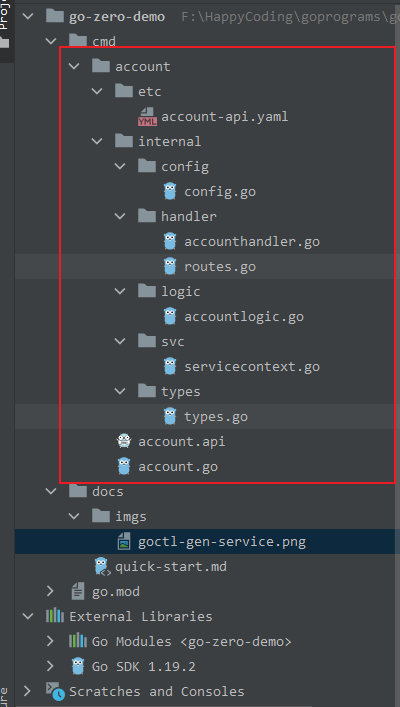 Project
go-zero-demo F:\HappyCoding\goprograms\g
cmd
account
etc
account-api.yaml
internal
config
config.go
handler
accounthandler.go
routes.go
logic
accountlogic.go
svc
servicecontext.go
types
types.go
account.api
account.go
docs
imgs
goctl-gen-service.png
quick-start.md
go.mod
External Libraries
Go Modules <go-zero-demo>
Go SDK 1.19.2
Scratches and Consoles